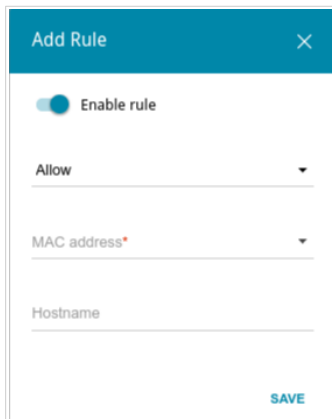 Add Rule
Enable rule
Allow
MAC address*
Hostname
SAVE